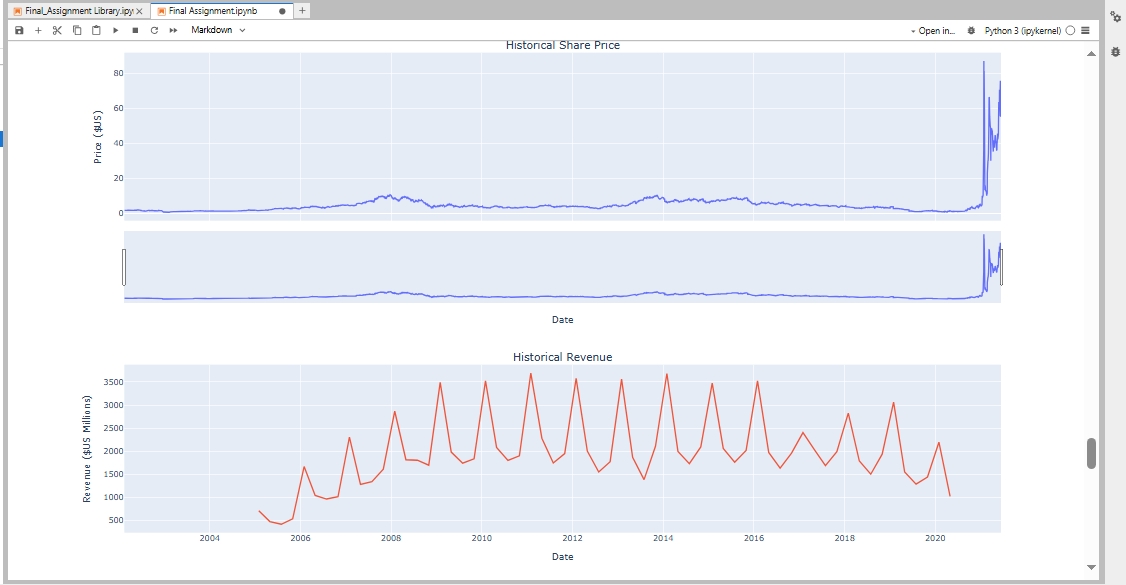 Final_Assignment Library.ipyn
Final Assignment.ipynb
Markdown
Open in...
Python 3 (ipykernel)
Historical Share Price
Price ($US)
80
60
40
20
0
Date
Historical Revenue
Revenue ($US Millions)
3500
3000
2500
2000
1500
1000
500
2004 2006 2008 2010 2012 2014 2016 2018 2020
Date